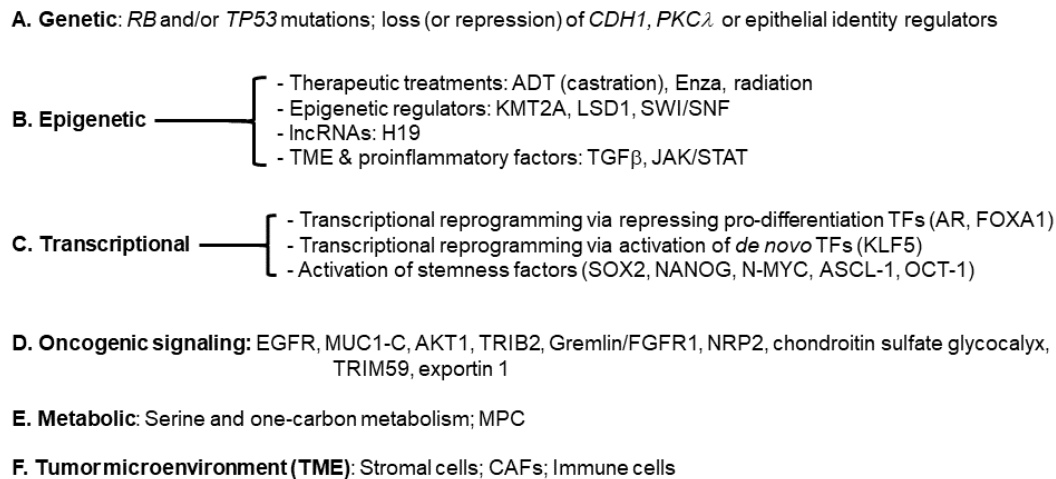 A. Genetic: RB and/or TP53 mutations; loss (or repression) of CDH1, PKCλ or epithelial identity regulators
- Therapeutic treatments: ADT (castration), Enza, radiation
B. Epigenetic
- Epigenetic regulators: KMT2A, LSD1, SWI/SNF
- lncRNAs: H19
- TME & proinflammatory factors: TGFβ, JAK/STAT
- Transcriptional reprogramming via repressing pro-differentiation TFs (AR, FOXA1)
C. Transcriptional
- Transcriptional reprogramming via activation of de novo TFs (KLF5)
- Activation of stemness factors (SOX2, NANOG, N-MYC, ASCL-1, OCT-1)
D. Oncogenic signaling: EGFR, MUC1-C, AKT1, TRIB2, Gremlin/FGFR1, NRP2, chondroitin sulfate glycocalyx,
TRIM59, exportin 1
E. Metabolic: Serine and one-carbon metabolism; MPC
F. Tumor microenvironment (TME): Stromal cells; CAFs; Immune cells